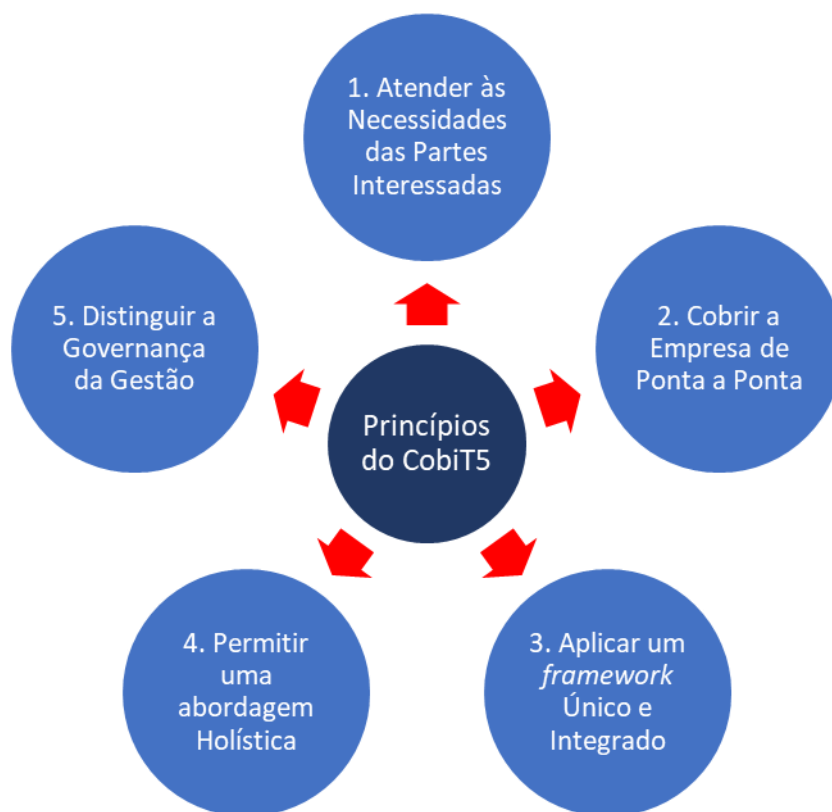 1. Atender às
Necessidades
das Partes
Interessadas
5. Distinguir a
Governança
da Gestão
2. Cobrir a
Empresa de
Ponta a Ponta
Princípios
do CobiT5
4. Permitir
uma
abordagem
Holística
3. Aplicar um
framework
Único e
Integrado